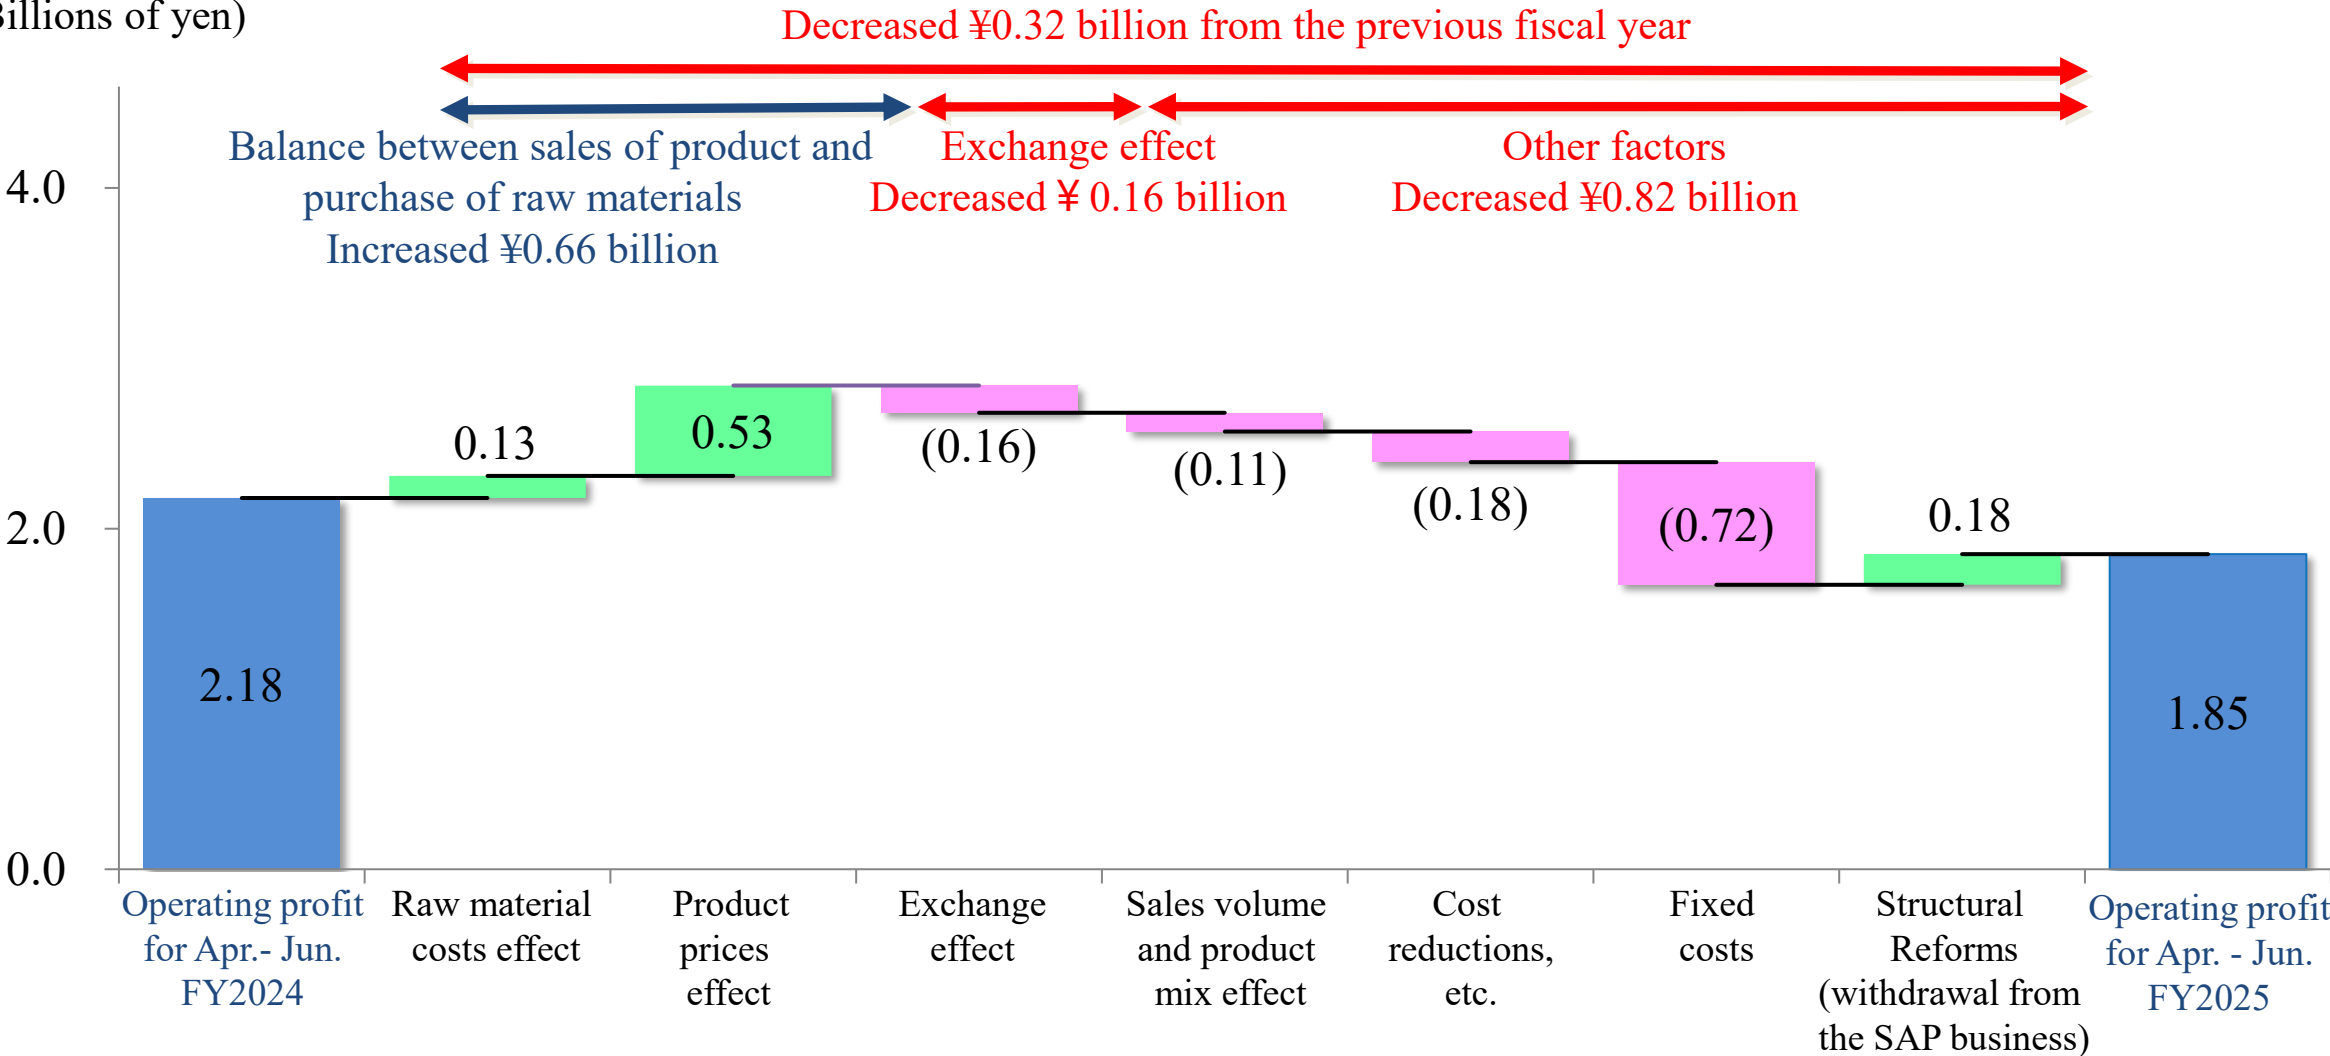 Billions of yen)
Decreased ¥0.32 billion from the previous fiscal year
Balance between sales of product and
purchase of raw materials
Increased ¥0.66 billion
Exchange effect
Decreased ¥ 0.16 billion
Other factors
Decreased ¥0.82 billion
4.0
2.0
0.0
2.18
0.13
0.53
(0.16)
(0.11)
(0.18)
(0.72)
0.18
1.85
Operating profit
for Apr.- Jun.
FY2024
Raw material
costs effect
Product
prices
effect
Exchange
effect
Sales volume
and product
mix effect
Cost
reductions,
etc.
Fixed
costs
Structural
Reforms
(withdrawal from
the SAP business)
Operating profit
for Apr. - Jun.
FY2025